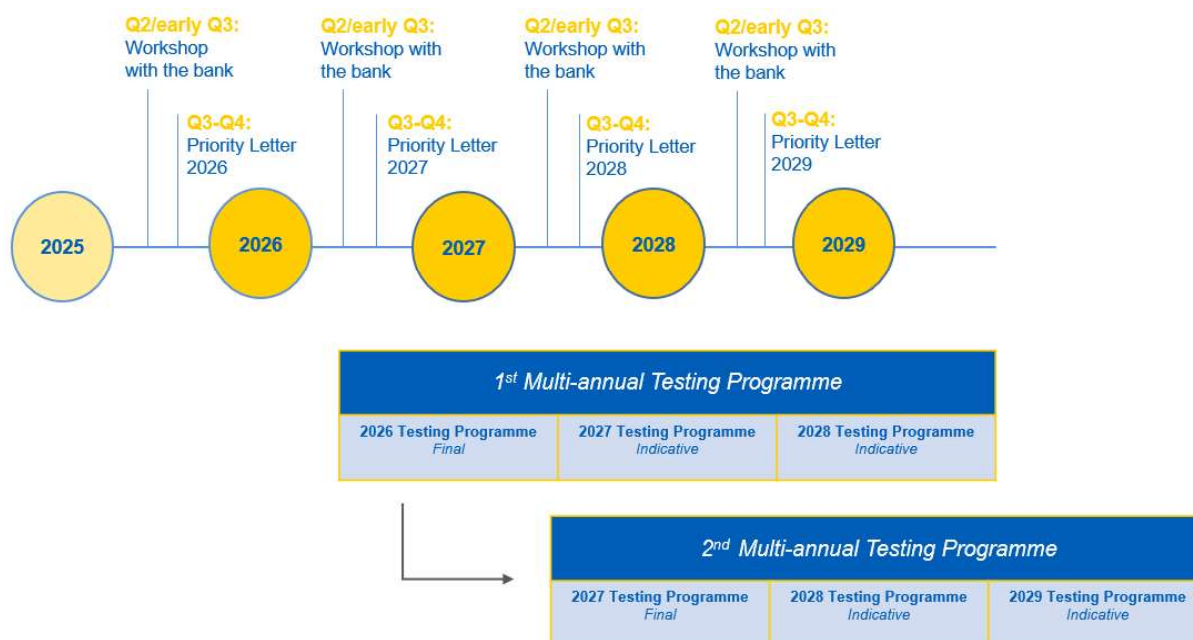 Q2/early Q3:
Workshop
with the bank
Q3-Q4:
Priority Letter
2026
Q2/early Q3:
Workshop with
the bank
Q3-Q4:
Priority Letter
2027
Q2/early Q3:
Workshop with
the bank
Q3-Q4:
Priority Letter
2028
Q2/early Q3:
Workshop with
the bank
Q3-Q4:
Priority Letter
2029
2025
2026
2027
2028
2029
1st Multi-annual Testing Programme
2026 Testing Programme
Final
2027 Testing Programme
Indicative
2028 Testing Programme
Indicative
2nd Multi-annual Testing Programme
2027 Testing Programme
Final
2028 Testing Programme
Indicative
2029 Testing Programme
Indicative